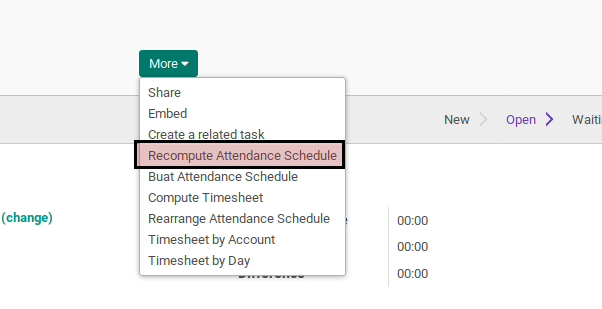 More
Share
Embed
New
Open
Create a related task
Recompute Attendance Schedule
Buat Attendance Schedule
Compute Timesheet
(change)
Rearrange Attendance Schedule
00:00
Timesheet by Account
00:00
Timesheet by Day
Difference
00:00